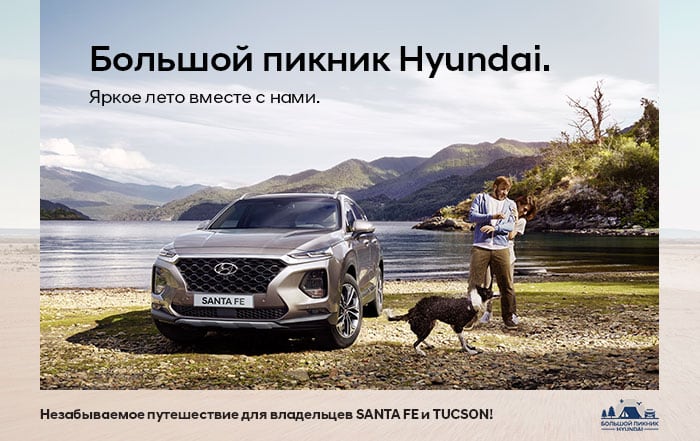 Большой пикник Hyundai.
Яркое лето вместе с нами.
SANTA FE
Незабываемое путешествие для владельцев SANTA FE и TUCSON!
БОЛЬШОЙ ПИКНИК
HYUNDAI